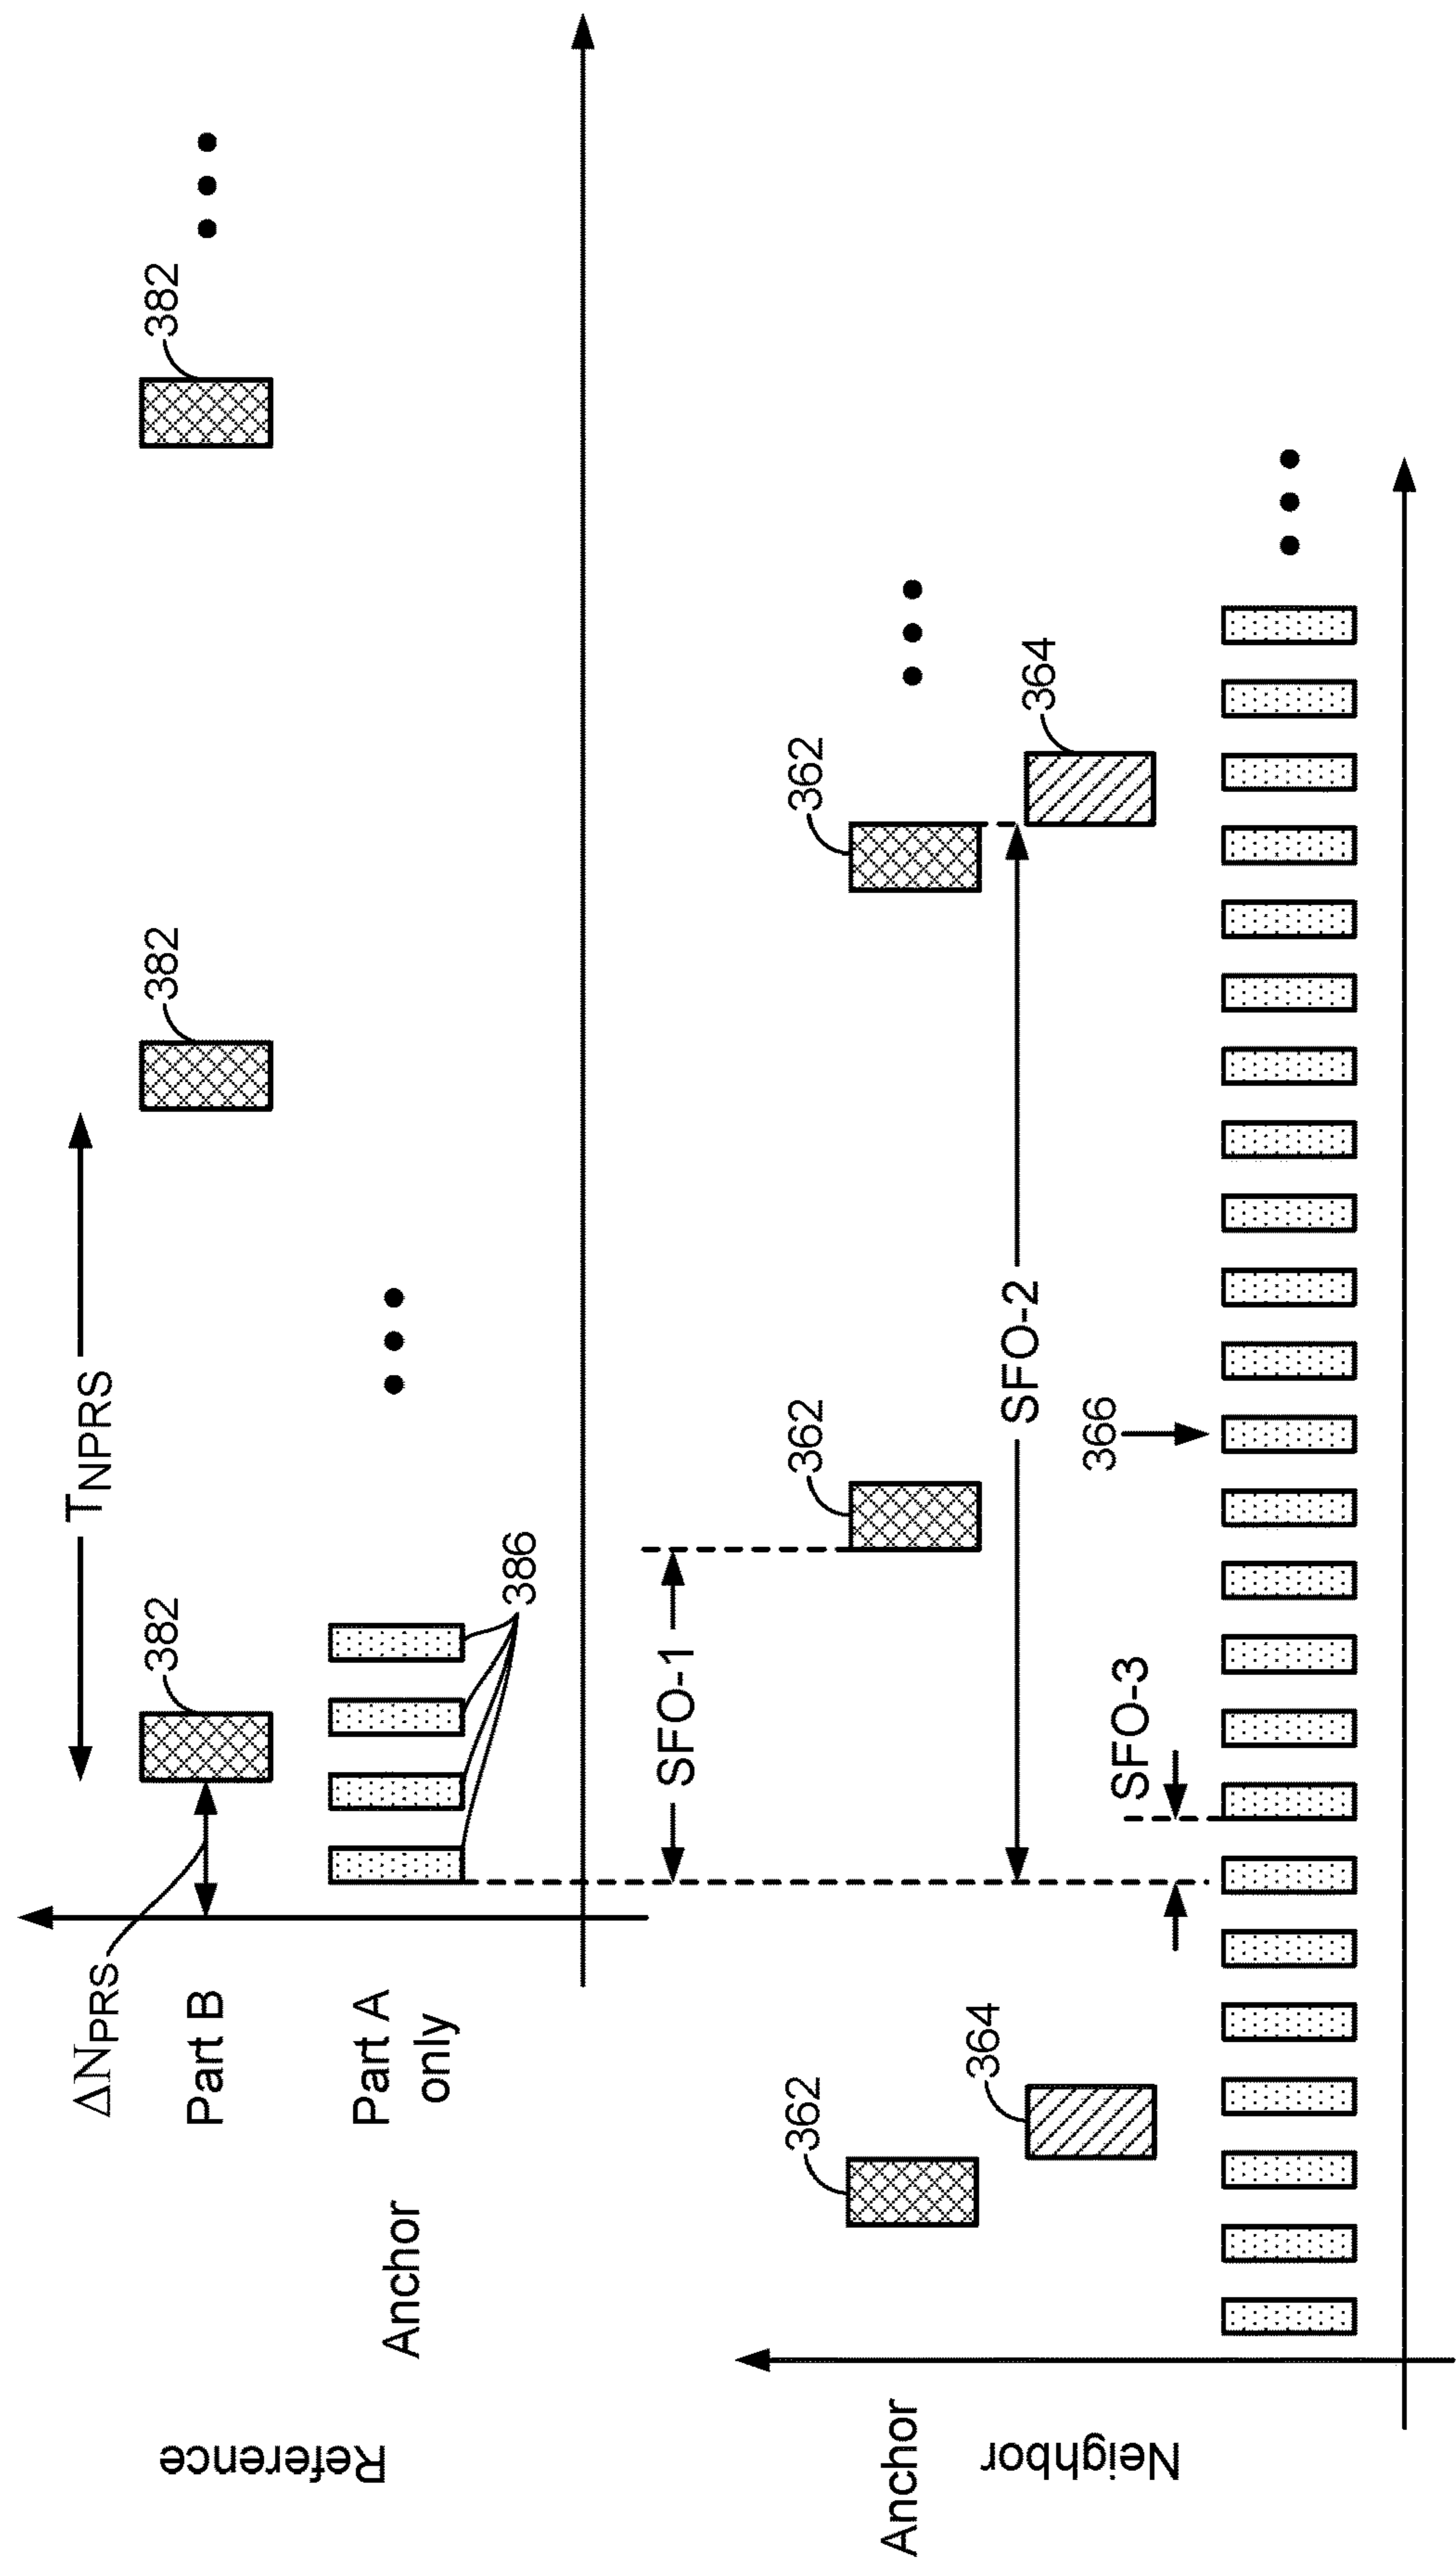 Reference
Anchor
ΔNPRS
Part B
Part A
only
TNPRS
382
382
382
386
SFO-1
Anchor
Neighbor
362
362
362
364
364
SFO-2
SFO-3
366